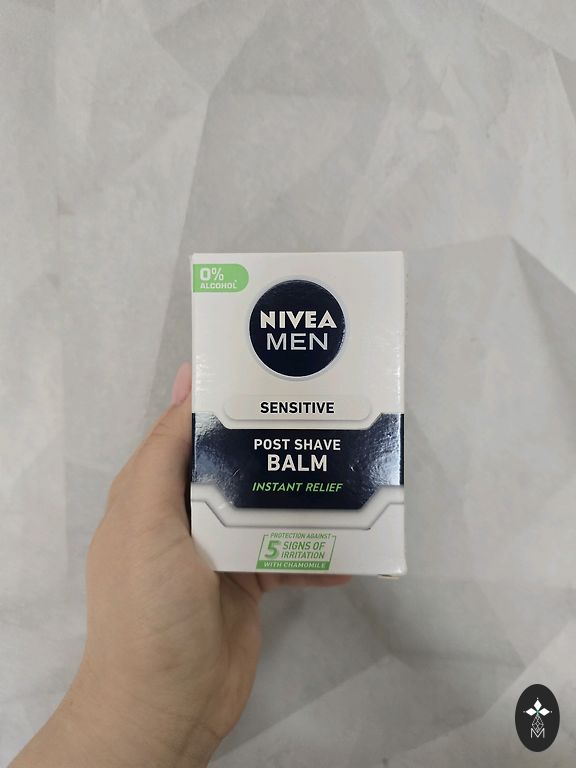 0%
ALCOHOL*
NIVEA
MEN
SENSITIVE
POST SHAVE
BALM
INSTANT RELIEF
PROTECTION AGAINST
5 SIGNS OF
IRRITATION
WITH CHAMOMILE
M